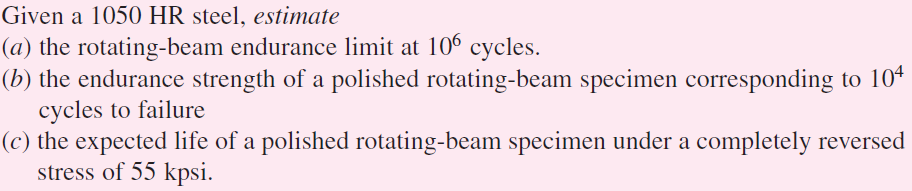 Given a 1050 HR steel, estimate
(a) the rotating-beam endurance limit at 10⁶ cycles.
(b) the endurance strength of a polished rotating-beam specimen corresponding to 10⁴
cycles to failure
(c) the expected life of a polished rotating-beam specimen under a completely reversed
stress of 55 kpsi.